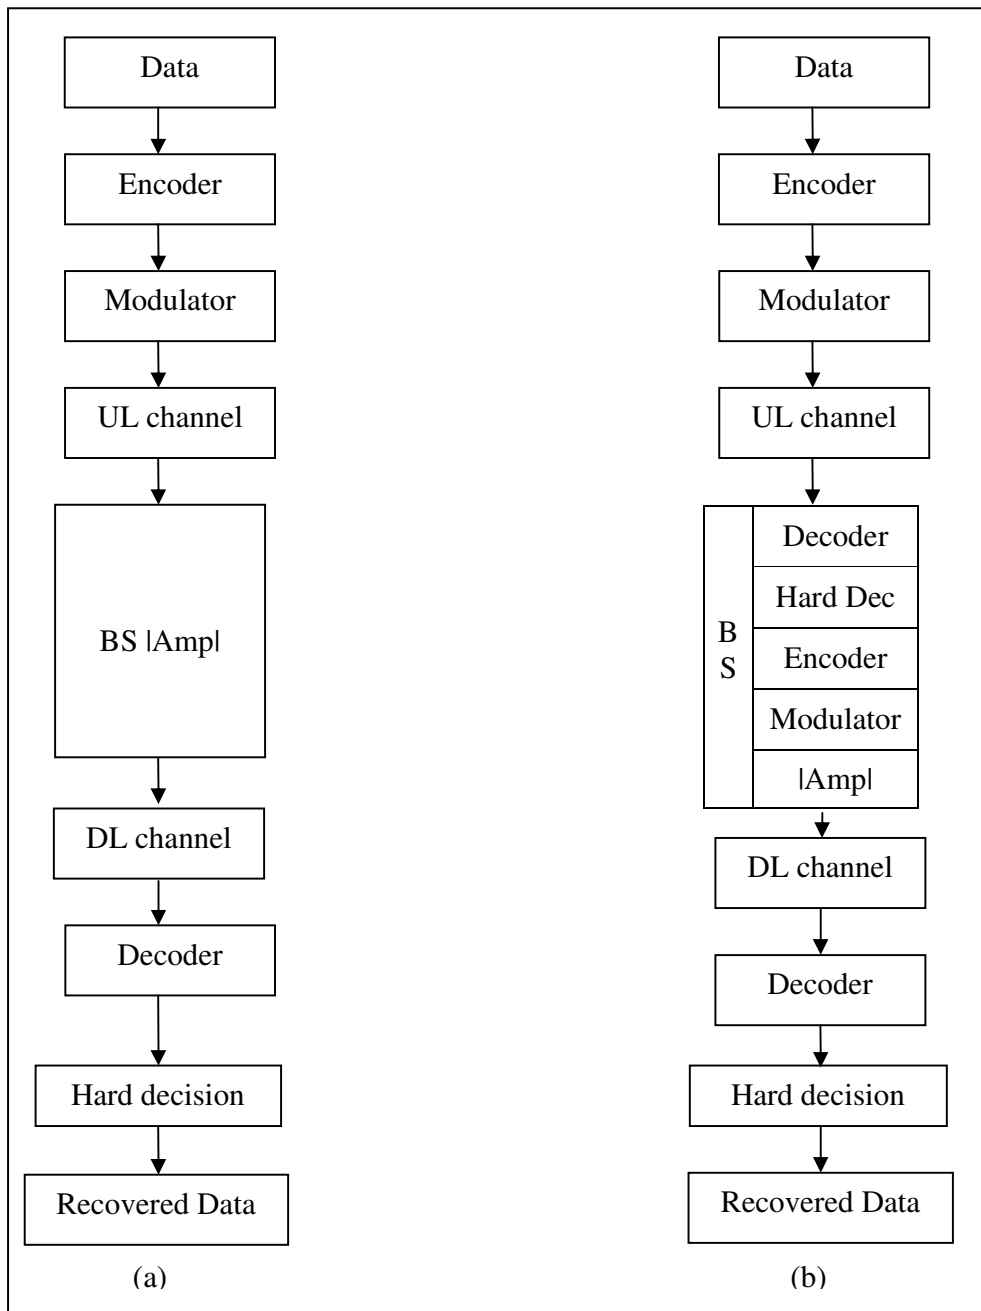 Data
Encoder
Modulator
UL channel
BS |Amp|
DL channel
Decoder
Hard decision
Recovered Data
(a)
Data
Encoder
Modulator
UL channel
B
S
Decoder
Hard Dec
Encoder
Modulator
|Amp|
DL channel
Decoder
Hard decision
Recovered Data
(b)